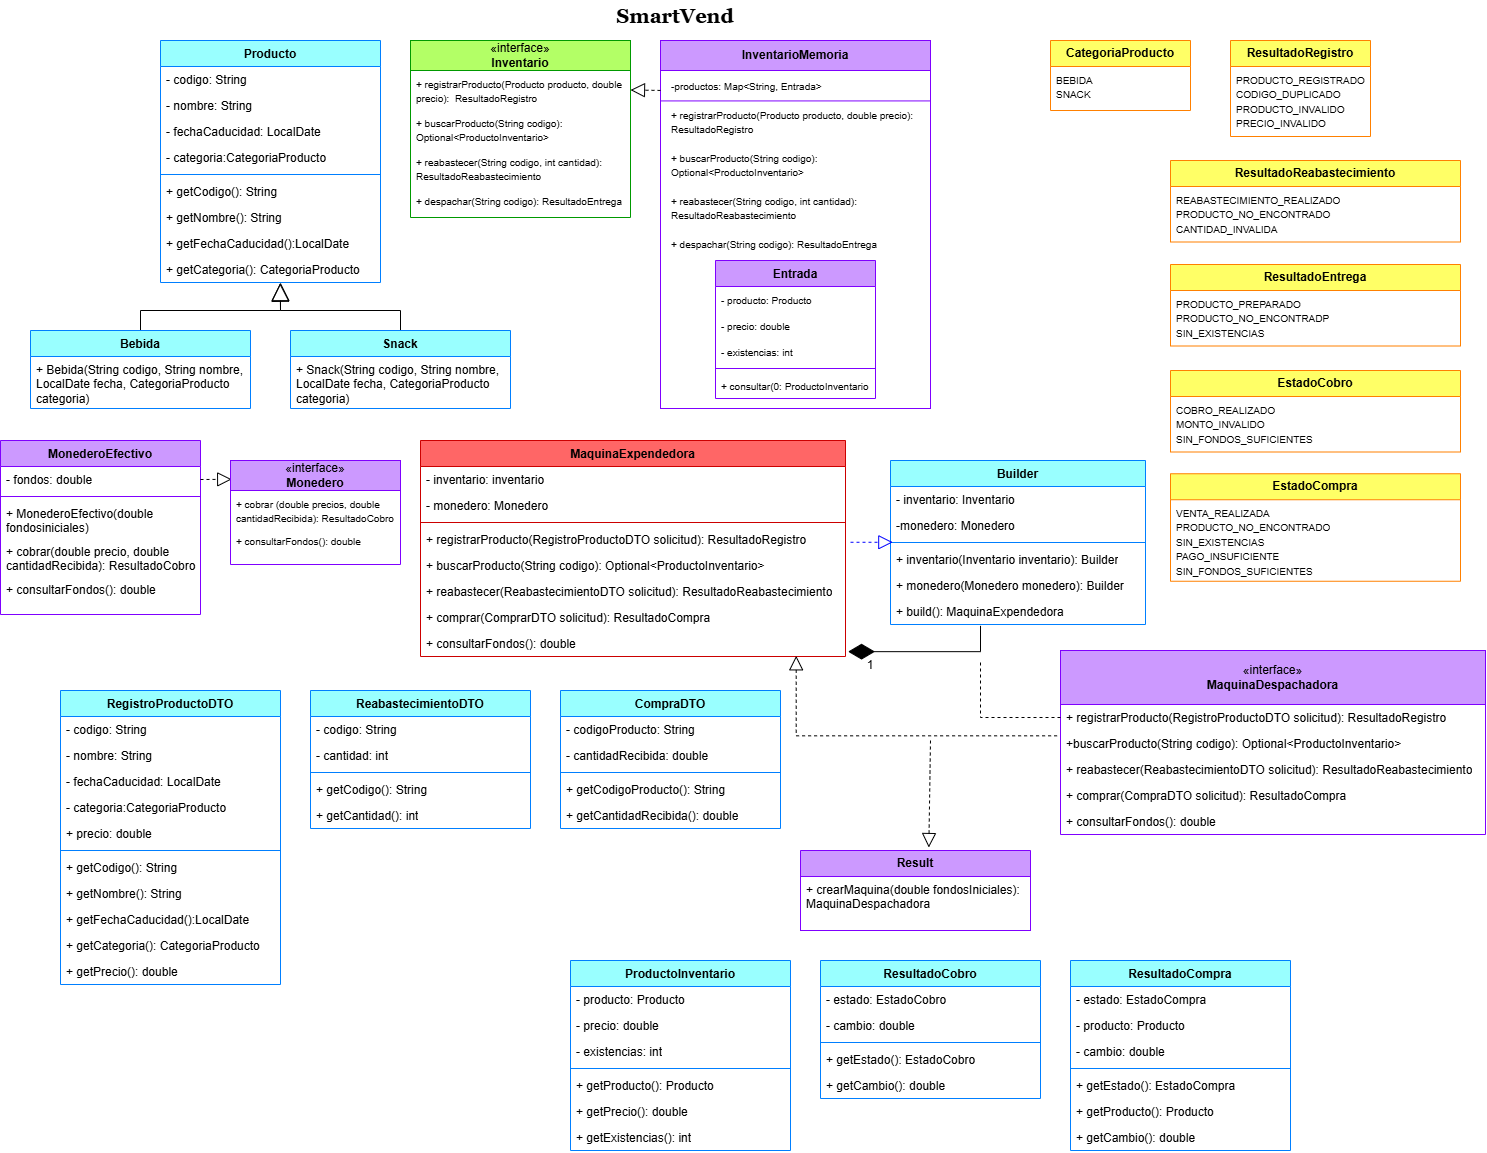 SmartVend
Producto
- codigo: String
- nombre: String
- fechaCaducidad: LocalDate
- categoria:CategoriaProducto
+ getCodigo(): String
+ getNombre(): String
+ getFechaCaducidad():LocalDate
+ getCategoria(): CategoriaProducto
«interface»
Inventario
+ registrarProducto(Producto producto, double
precio):  ResultadoRegistro
+ buscarProducto(String codigo):
Optional<ProductoInventario>
+ reabastecer(String codigo, int cantidad):
ResultadoReabastecimiento
+ despachar(String codigo): ResultadoEntrega
InventarioMemoria
-productos: Map<String, Entrada>
+ registrarProducto(Producto producto, double precio):
ResultadoRegistro
+ buscarProducto(String codigo):
Optional<ProductoInventario>
+ reabastecer(String codigo, int cantidad):
ResultadoReabastecimiento
+ despachar(String codigo): ResultadoEntrega
Entrada
- producto: Producto
- precio: double
- existencias: int
+ consultar(0: ProductoInventario
CategoriaProducto
BEBIDA
SNACK
ResultadoRegistro
PRODUCTO_REGISTRADO
CODIGO_DUPLICADO
PRODUCTO_INVALIDO
PRECIO_INVALIDO
ResultadoReabastecimiento
REABASTECIMIENTO_REALIZADO
PRODUCTO_NO_ENCONTRADO
CANTIDAD_INVALIDA
ResultadoEntrega
PRODUCTO_PREPARADO
PRODUCTO_NO_ENCONTRADP
SIN_EXISTENCIAS
EstadoCobro
COBRO_REALIZADO
MONTO_INVALIDO
SIN_FONDOS_SUFICIENTES
EstadoCompra
VENTA_REALIZADA
PRODUCTO_NO_ENCONTRADO
SIN_EXISTENCIAS
PAGO_INSUFICIENTE
SIN_FONDOS_SUFICIENTES
Bebida
+ Bebida(String codigo, String nombre,
LocalDate fecha, CategoriaProducto
categoria)
Snack
+ Snack(String codigo, String nombre,
LocalDate fecha, CategoriaProducto
categoria)
MonederoEfectivo
- fondos: double
+ MonederoEfectivo(double
fondosiniciales)
+ cobrar(double precio, double
cantidadRecibida): ResultadoCobro
+ consultarFondos(): double
«interface»
Monedero
+ cobrar (double precios, double
cantidadRecibida): ResultadoCobro
+ consultarFondos(): double
MaquinaExpendedora
- inventario: inventario
- monedero: Monedero
+ registrarProducto(RegistroProductoDTO solicitud): ResultadoRegistro
+ buscarProducto(String codigo): Optional<ProductoInventario>
+ reabastecer(ReabastecimientoDTO solicitud): ResultadoReabastecimiento
+ comprar(ComprarDTO solicitud): ResultadoCompra
+ consultarFondos(): double
Builder
- inventario: Inventario
-monedero: Monedero
+ inventario(Inventario inventario): Builder
+ monedero(Monedero monedero): Builder
+ build(): MaquinaExpendedora
1
«interface»
MaquinaDespachadora
+ registrarProducto(RegistroProductoDTO solicitud): ResultadoRegistro
+buscarProducto(String codigo): Optional<ProductoInventario>
+ reabastecer(ReabastecimientoDTO solicitud): ResultadoReabastecimiento
+ comprar(CompraDTO solicitud): ResultadoCompra
+ consultarFondos(): double
RegistroProductoDTO
- codigo: String
- nombre: String
- fechaCaducidad: LocalDate
- categoria:CategoriaProducto
+ precio: double
+ getCodigo(): String
+ getNombre(): String
+ getFechaCaducidad():LocalDate
+ getCategoria(): CategoriaProducto
+ getPrecio(): double
ReabastecimientoDTO
- codigo: String
- cantidad: int
+ getCodigo(): String
+ getCantidad(): int
CompraDTO
- codigoProducto: String
- cantidadRecibida: double
+ getCodigoProducto(): String
+ getCantidadRecibida(): double
Result
+ crearMaquina(double fondosIniciales):
MaquinaDespachadora
ProductoInventario
- producto: Producto
- precio: double
- existencias: int
+ getProducto(): Producto
+ getPrecio(): double
+ getExistencias(): int
ResultadoCobro
- estado: EstadoCobro
- cambio: double
+ getEstado(): EstadoCobro
+ getCambio(): double
ResultadoCompra
- estado: EstadoCompra
- producto: Producto
- cambio: double
+ getEstado(): EstadoCompra
+ getProducto(): Producto
+ getCambio(): double